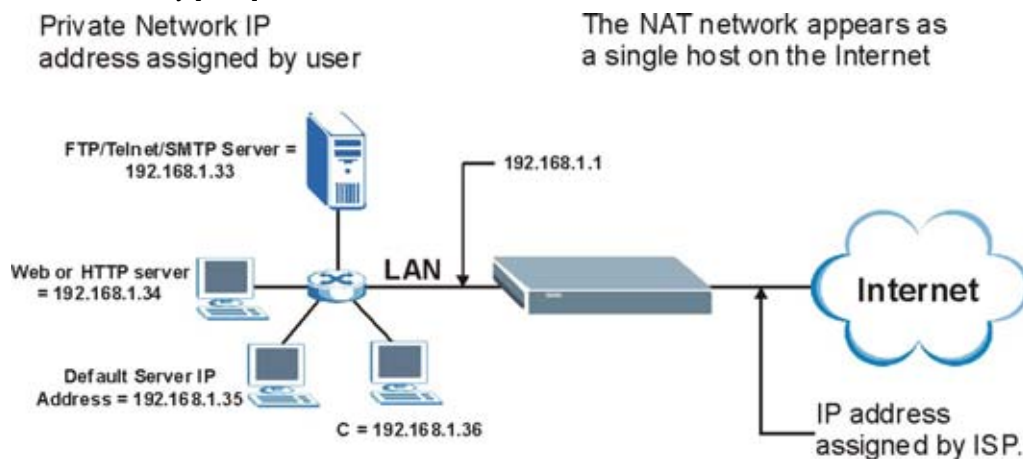 Private Network IP
address assigned by user
The NAT network appears as
a single host on the Internet
FTP/Telnet/SMTP Server =
192.168.1.33
192.168.1.1
Web or HTTP server
= 192.168.1.34
LAN
Internet
Default Server IP
Address = 192.168.1.35
C = 192.168.1.36
IP address
assigned by ISP.